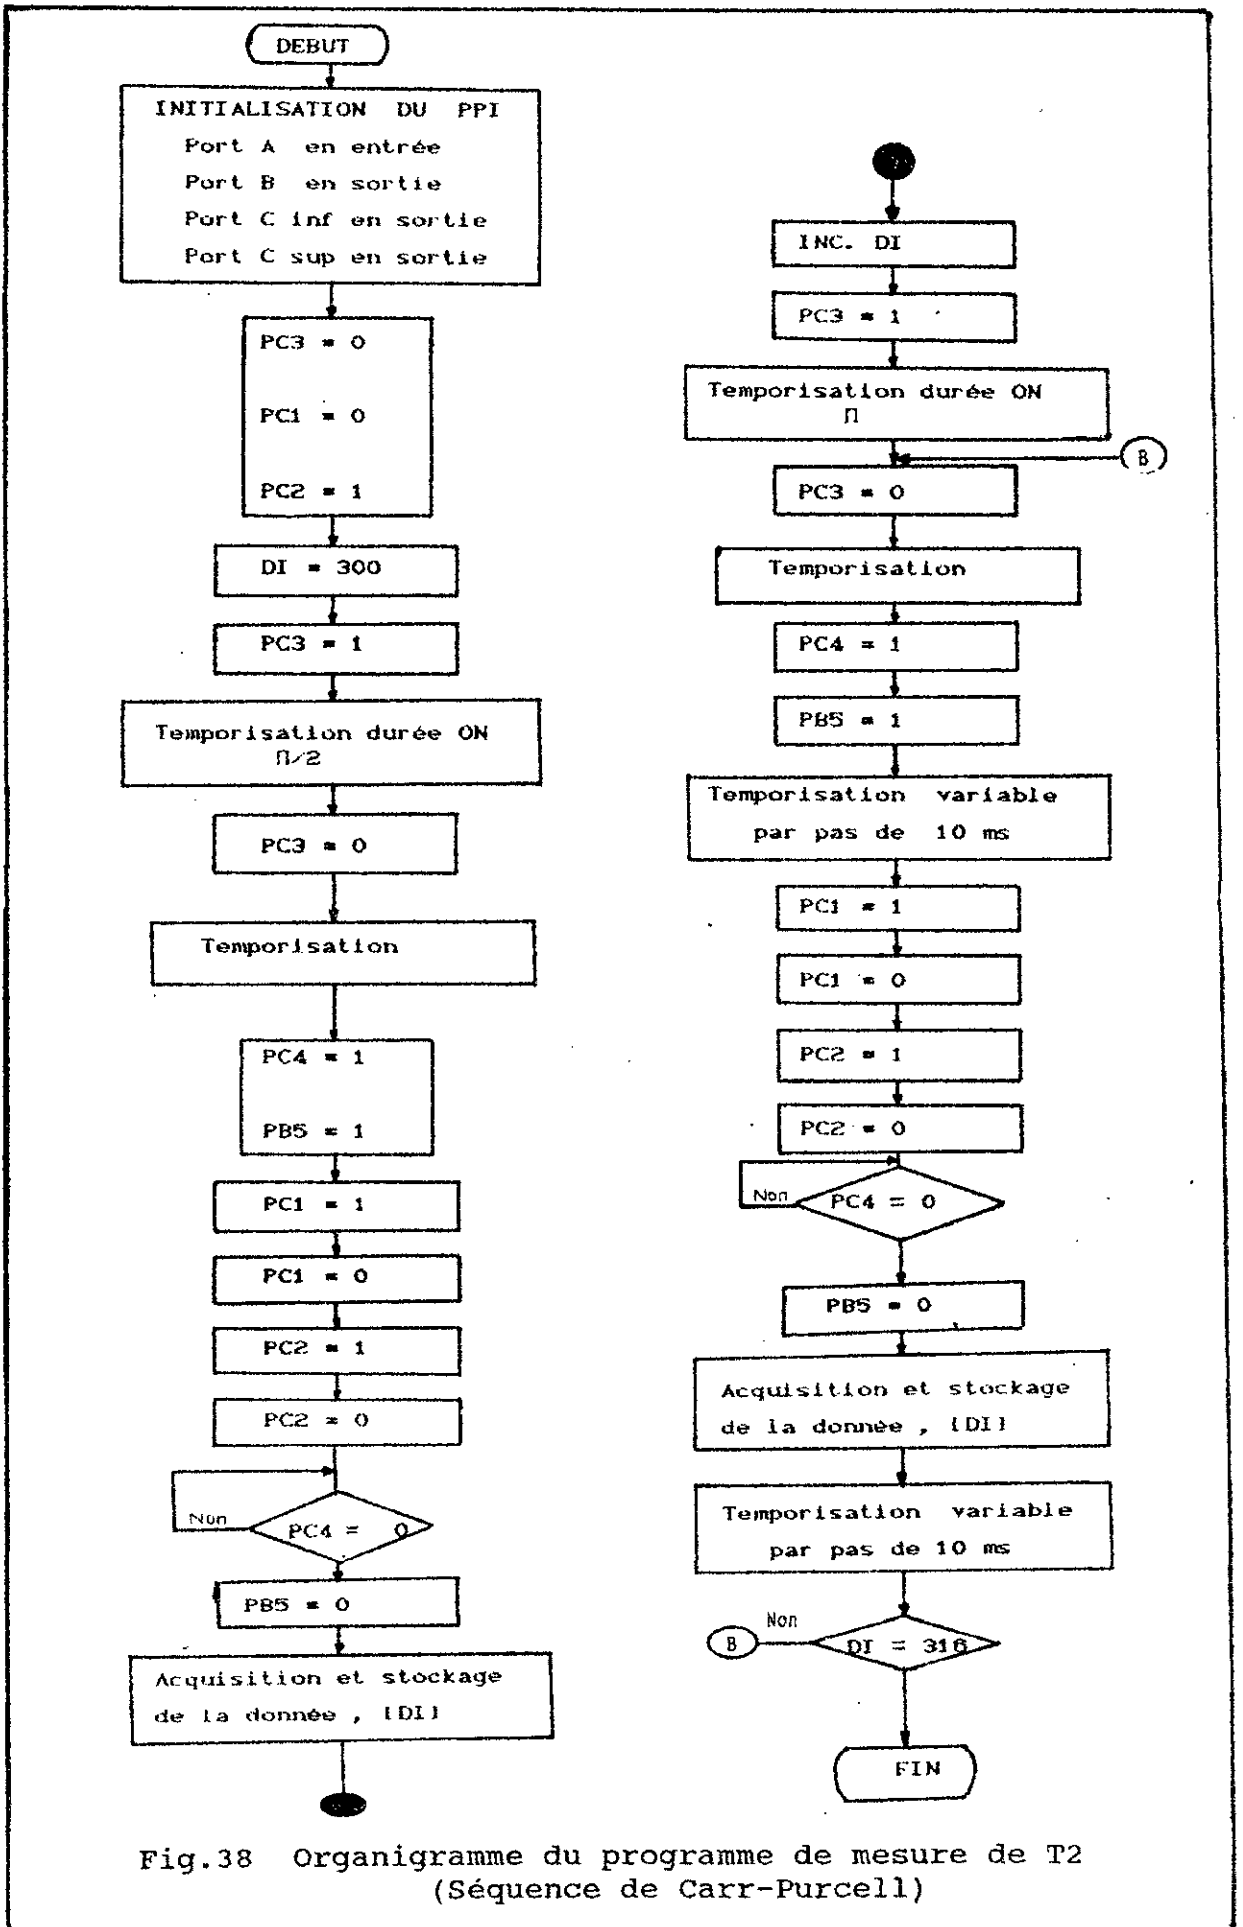 DEBUT
INITIALISATION DU PPI
Port A en entrée
Port B en sortie
Port C inf en sortie
Port C sup en sortie
PC3 = 0
PC1 = 0
PC2 = 1
DI = 300
PC3 = 1
Temporisation durée ON
Π/2
PC3 = 0
Temporisation
PC4 = 1
PB5 = 1
PC1 = 1
PC1 = 0
PC2 = 1
PC2 = 0
Non
PC4 = 0
PB5 = 0
Acquisition et stockage
de la donnée , [DI]
INC. DI
PC3 = 1
Temporisation durée ON
Π
B
PC3 = 0
Temporisation
PC4 = 1
PB5 = 1
Temporisation variable
par pas de 10 ms
PC1 = 1
PC1 = 0
PC2 = 1
PC2 = 0
Non
PC4 = 0
PB5 = 0
Acquisition et stockage
de la donnée , [DI]
Temporisation variable
par pas de 10 ms
Non
B
DI = 316
FIN
Fig.38 Organigramme du programme de mesure de T2
(Séquence de Carr-Purcell)